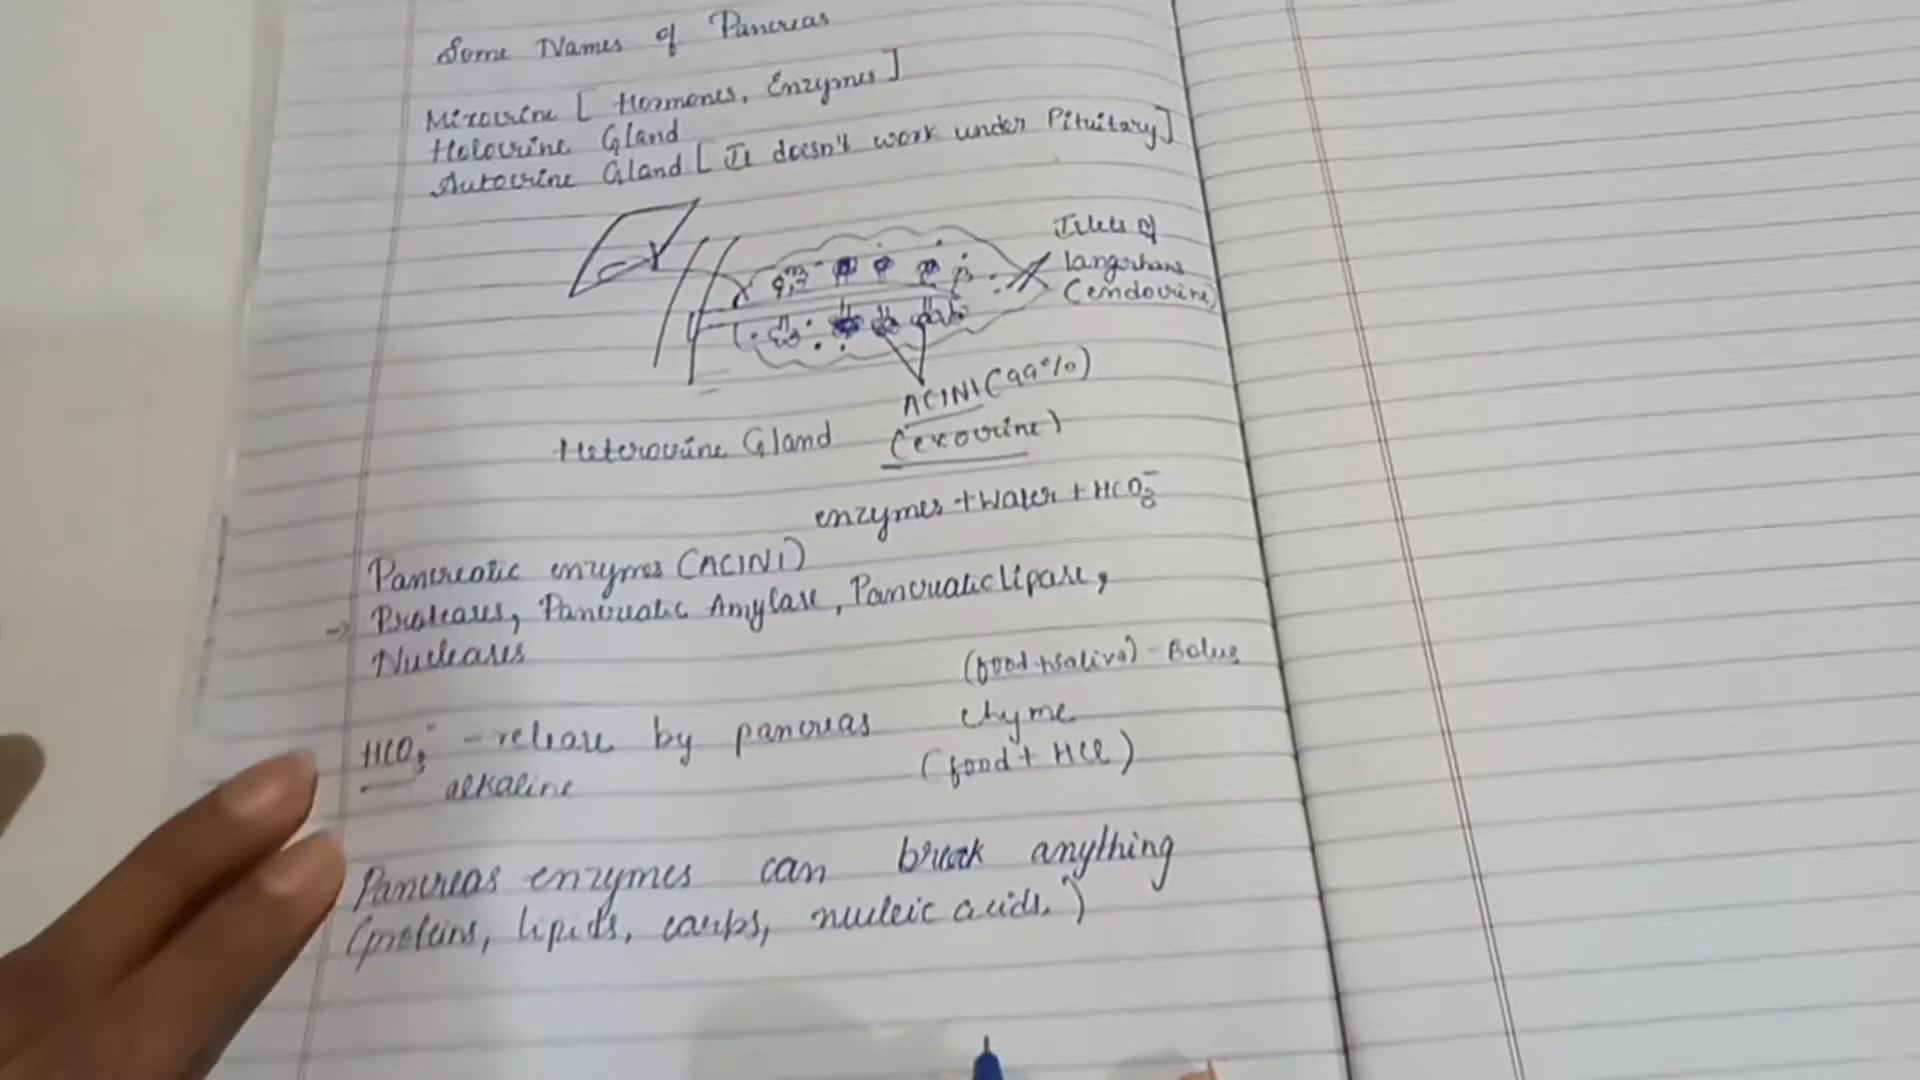 Some Names of Pancreas
Mixocrine [ Hormones, Enzymes ]
Holocrine Gland
Autocrine Gland [ It doesn't work under Pituitary ]
Islets of
langerhans
(endocrine)
ACINI (99%)
(exocrine)
Heterocrine Gland
enzymes + Water + HCO3-
Pancreatic enzymes (ACINI)
→ Proteases, Pancreatic Amylase, Pancreatic lipase,
Nucleases
(food + saliva) - Bolus
HCO3- - release by pancreas
alkaline
chyme
(food + HCl)
Pancreas enzymes can break anything
(proteins, lipids, carbs, nucleic acids.)